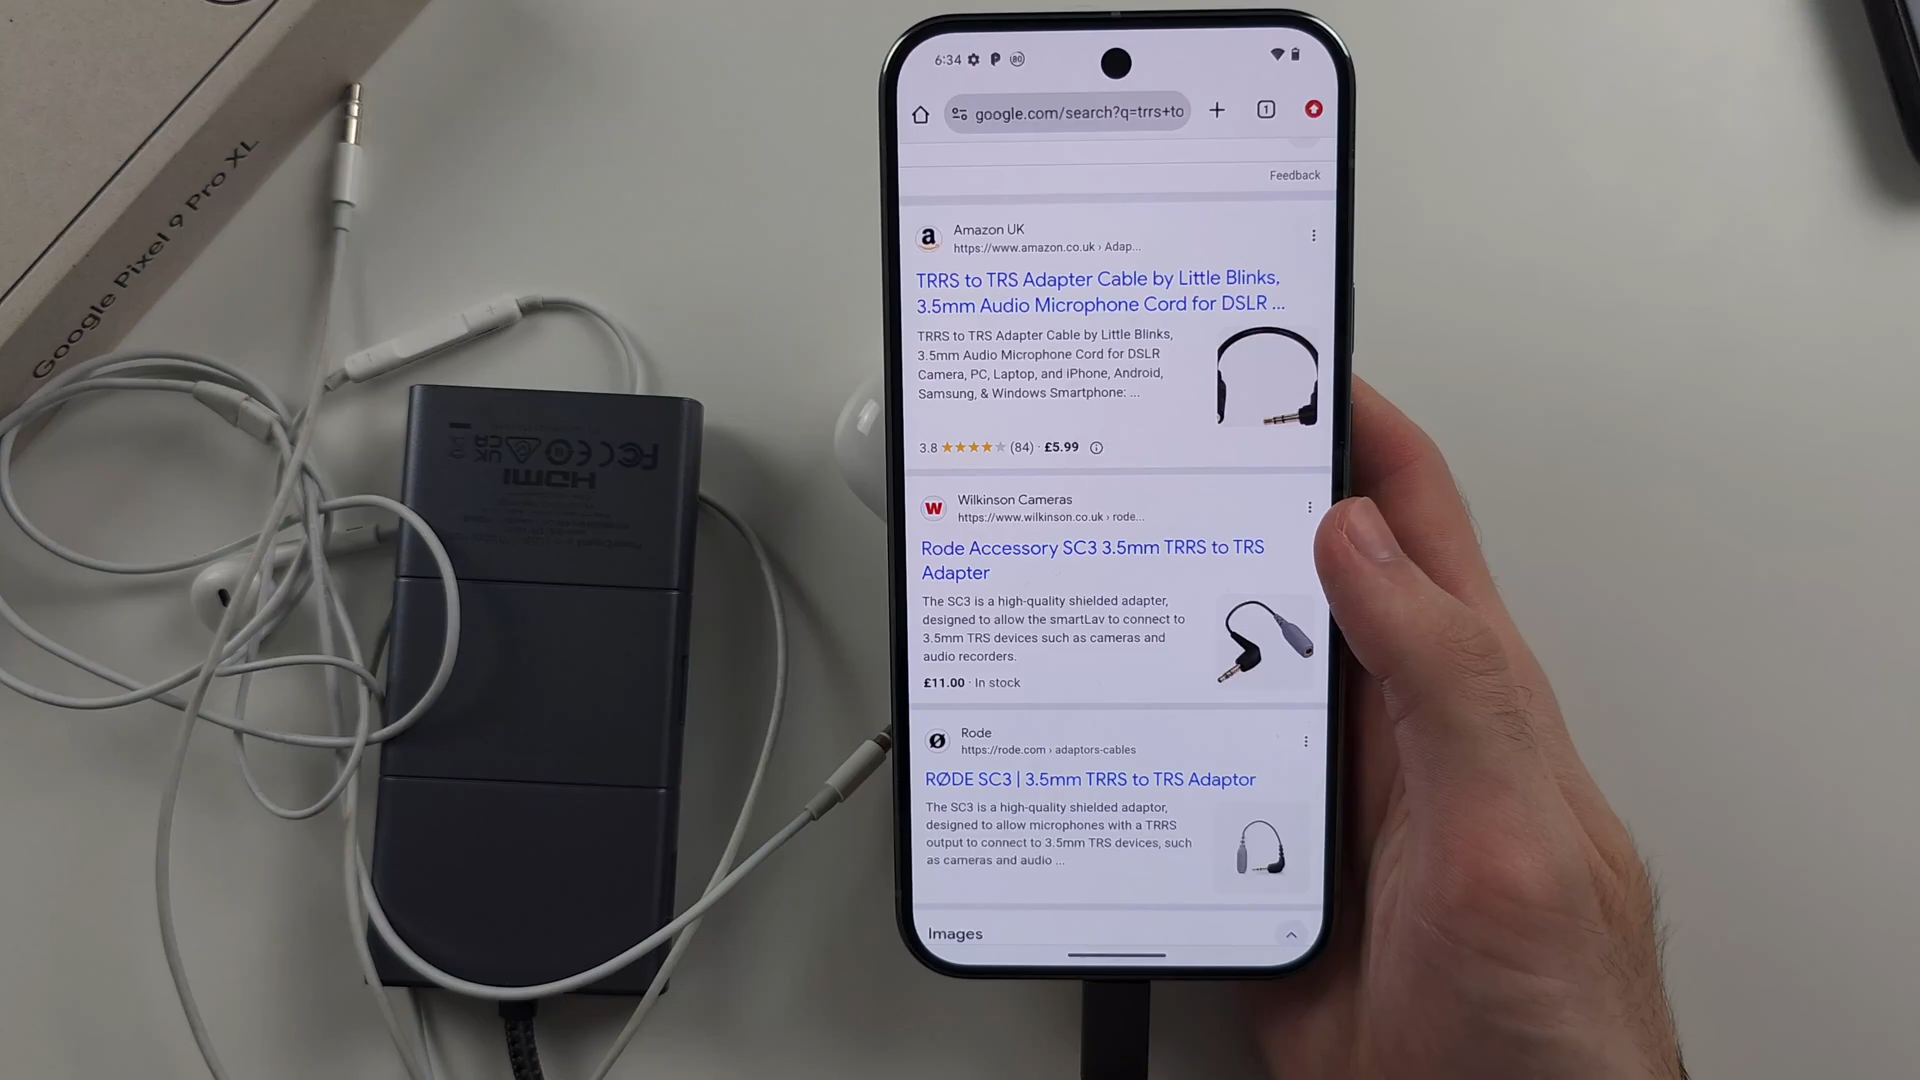 Google Pixel 9 Pro XL
HDMI
FC CE UK CA
6:34
80
google.com/search?q=trrs+to
1
Feedback
a
Amazon UK
https://www.amazon.co.uk › Adap...
TRRS to TRS Adapter Cable by Little Blinks,
3.5mm Audio Microphone Cord for DSLR ...
TRRS to TRS Adapter Cable by Little Blinks,
3.5mm Audio Microphone Cord for DSLR
Camera, PC, Laptop, and iPhone, Android,
Samsung, & Windows Smartphone: ...
3.8 ★★★★★ (84) · £5.99
W
Wilkinson Cameras
https://www.wilkinson.co.uk › rode...
Rode Accessory SC3 3.5mm TRRS to TRS
Adapter
The SC3 is a high-quality shielded adapter,
designed to allow the smartLav to connect to
3.5mm TRS devices such as cameras and
audio recorders.
£11.00 · In stock
Rode
https://rode.com › adaptors-cables
RØDE SC3 | 3.5mm TRRS to TRS Adaptor
The SC3 is a high-quality shielded adaptor,
designed to allow microphones with a TRRS
output to connect to 3.5mm TRS devices, such
as cameras and audio ...
Images